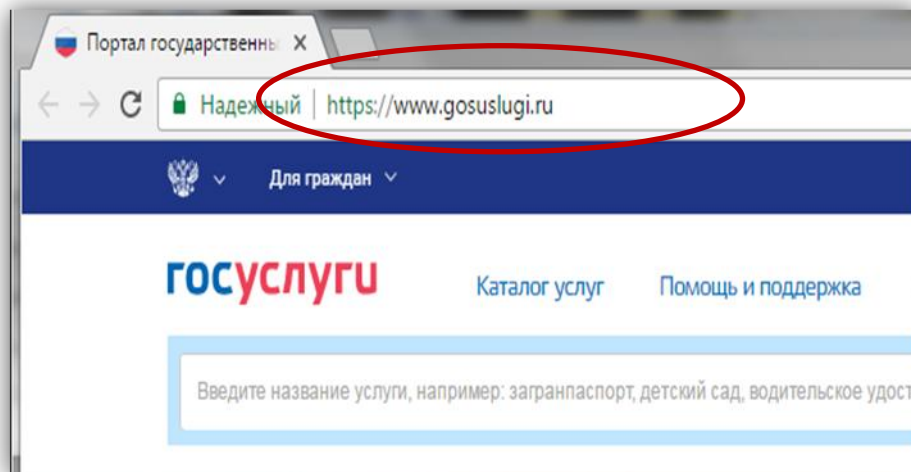 Портал государственны
Надежный https://www.gosuslugi.ru
Для граждан
госуслуги
Каталог услуг Помощь и поддержка
Введите название услуги, например: загранпаспорт, детский сад, водительское удост